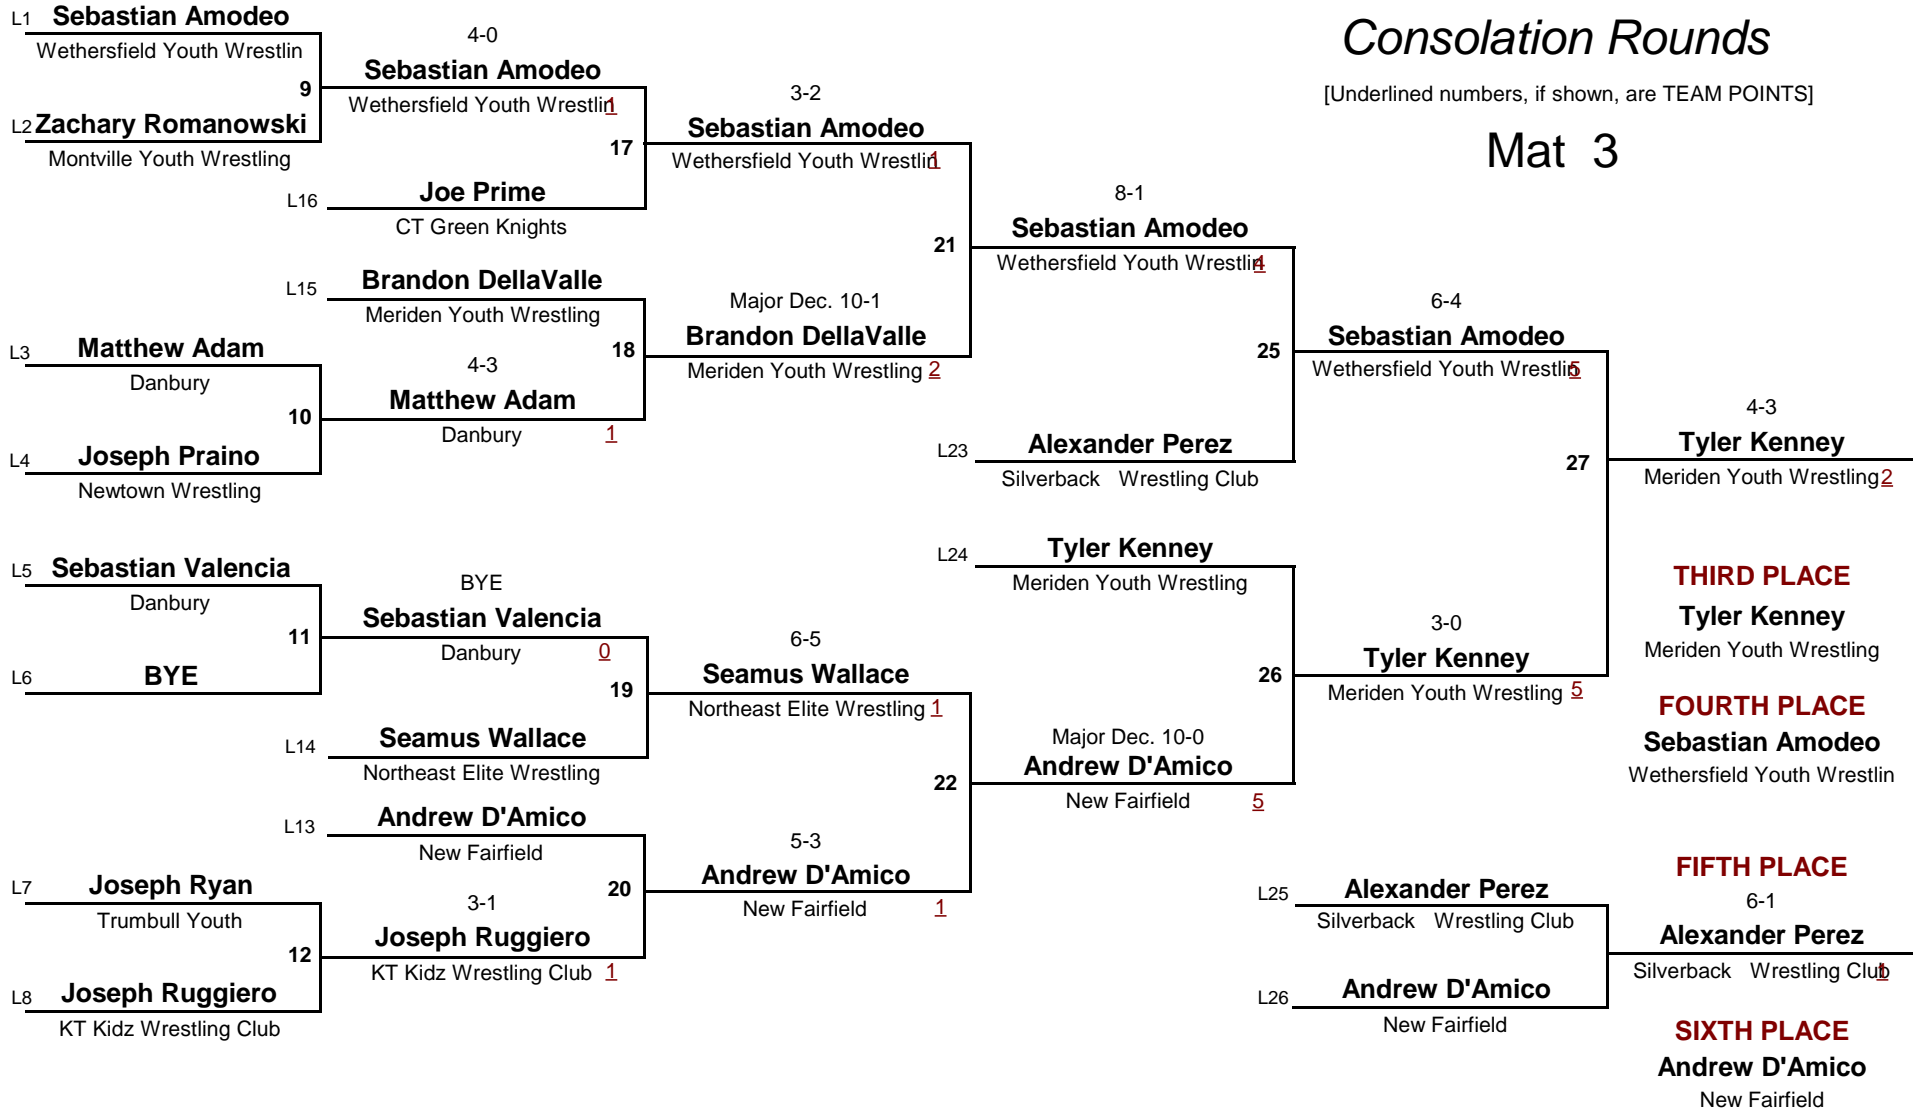 Consolation Rounds
[Underlined numbers, if shown, are TEAM POINTS]
Mat 3
L1 Sebastian Amodeo
Wethersfield Youth Wrestlin
9
L2 Zachary Romanowski
Montville Youth Wrestling
4-0
Sebastian Amodeo
Wethersfield Youth Wrestlin 1
17
L16 Joe Prime
CT Green Knights
3-2
Sebastian Amodeo
Wethersfield Youth Wrestlin 1
21
8-1
Sebastian Amodeo
Wethersfield Youth Wrestlin 4
L15 Brandon DellaValle
Meriden Youth Wrestling
18
L3 Matthew Adam
Danbury
10
L4 Joseph Praino
Newtown Wrestling
4-3
Matthew Adam
Danbury 1
Major Dec. 10-1
Brandon DellaValle
Meriden Youth Wrestling 2
25
L23 Alexander Perez
Silverback Wrestling Club
6-4
Sebastian Amodeo
Wethersfield Youth Wrestlin 5
27
4-3
Tyler Kenney
Meriden Youth Wrestling 2
L5 Sebastian Valencia
Danbury
11
L6 BYE
BYE
Sebastian Valencia
Danbury 0
19
L14 Seamus Wallace
Northeast Elite Wrestling
6-5
Seamus Wallace
Northeast Elite Wrestling 1
22
L24 Tyler Kenney
Meriden Youth Wrestling
26
Major Dec. 10-0
Andrew D'Amico
New Fairfield 5
3-0
Tyler Kenney
Meriden Youth Wrestling 5
L13 Andrew D'Amico
New Fairfield
20
L7 Joseph Ryan
Trumbull Youth
12
L8 Joseph Ruggiero
KT Kidz Wrestling Club
3-1
Joseph Ruggiero
KT Kidz Wrestling Club 1
5-3
Andrew D'Amico
New Fairfield 1
THIRD PLACE
Tyler Kenney
Meriden Youth Wrestling
FOURTH PLACE
Sebastian Amodeo
Wethersfield Youth Wrestlin
L25 Alexander Perez
Silverback Wrestling Club
L26 Andrew D'Amico
New Fairfield
FIFTH PLACE
6-1
Alexander Perez
Silverback Wrestling Club 1
SIXTH PLACE
Andrew D'Amico
New Fairfield